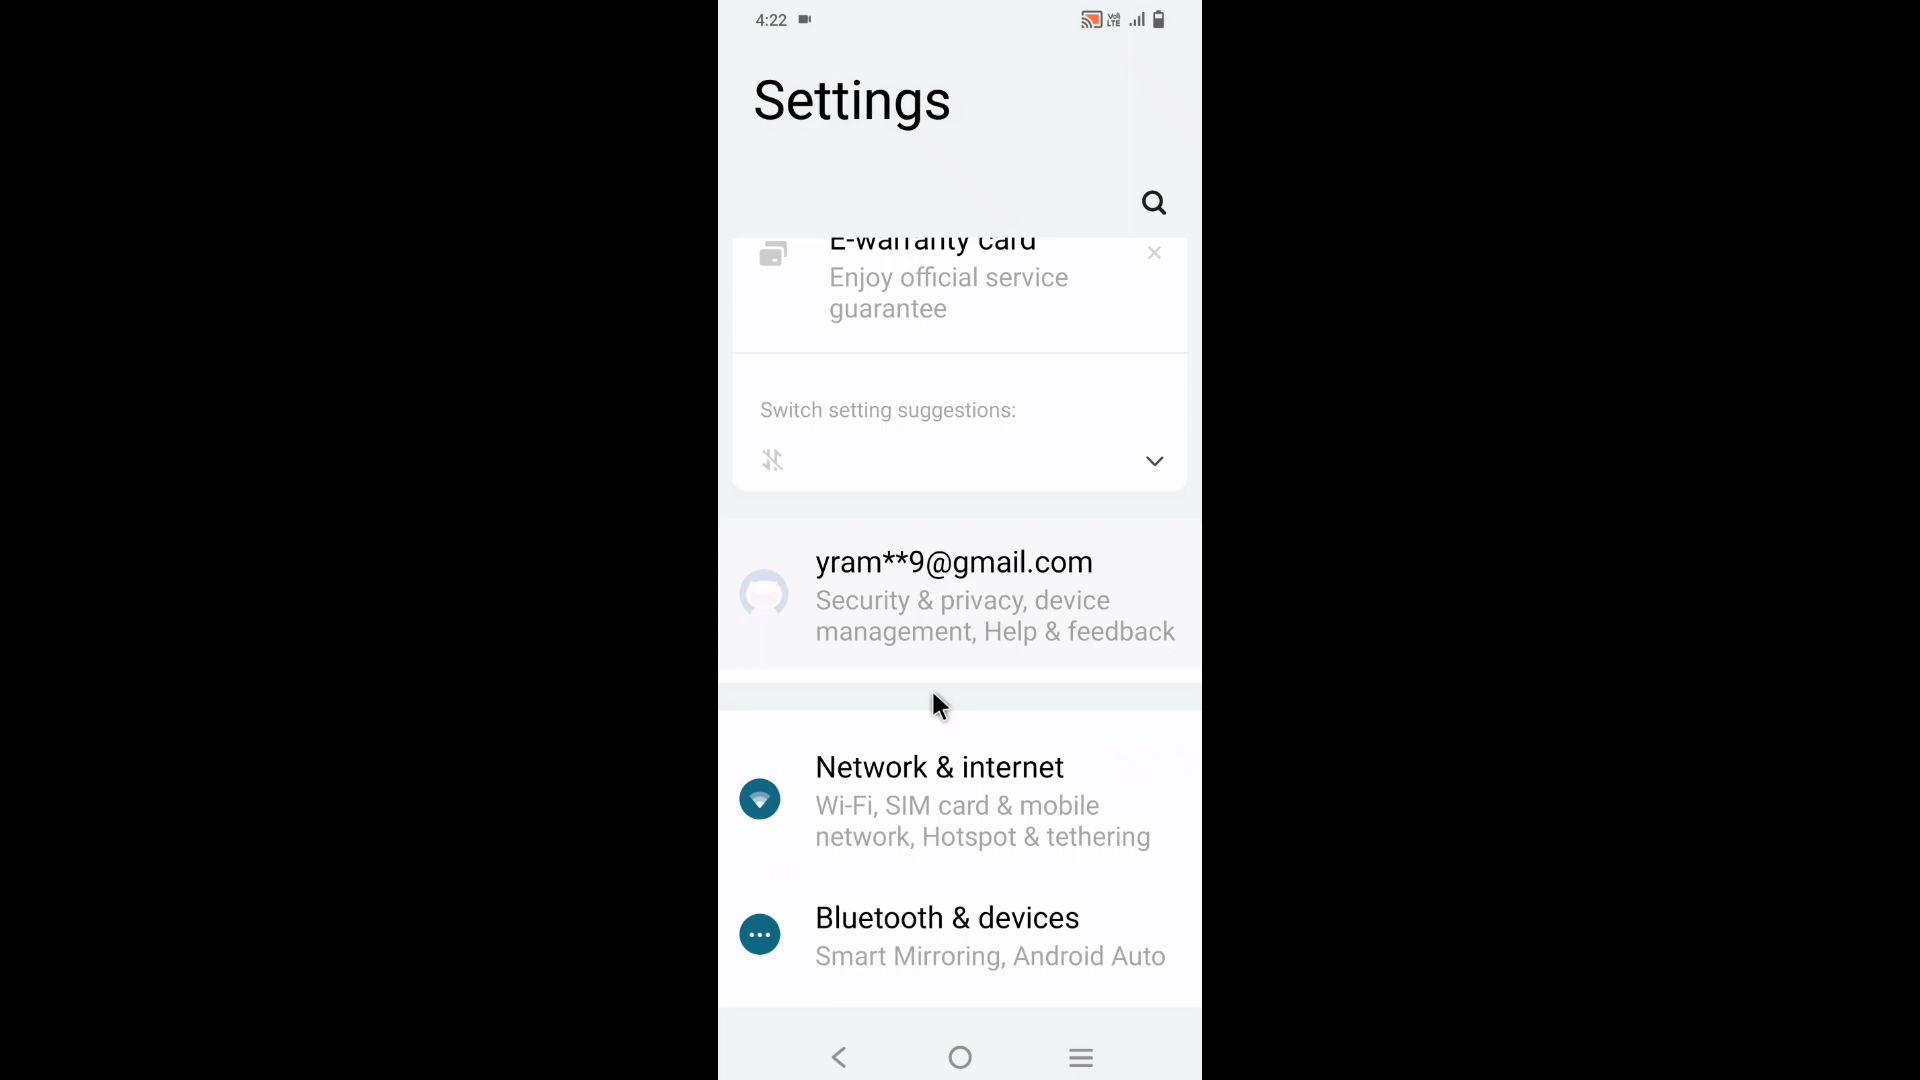 4:22
Vo))
LTE
Settings
E-warranty card
Enjoy official service
guarantee
Switch setting suggestions:
yram**9@gmail.com
Security & privacy, device
management, Help & feedback
Network & internet
Wi-Fi, SIM card & mobile
network, Hotspot & tethering
Bluetooth & devices
Smart Mirroring, Android Auto